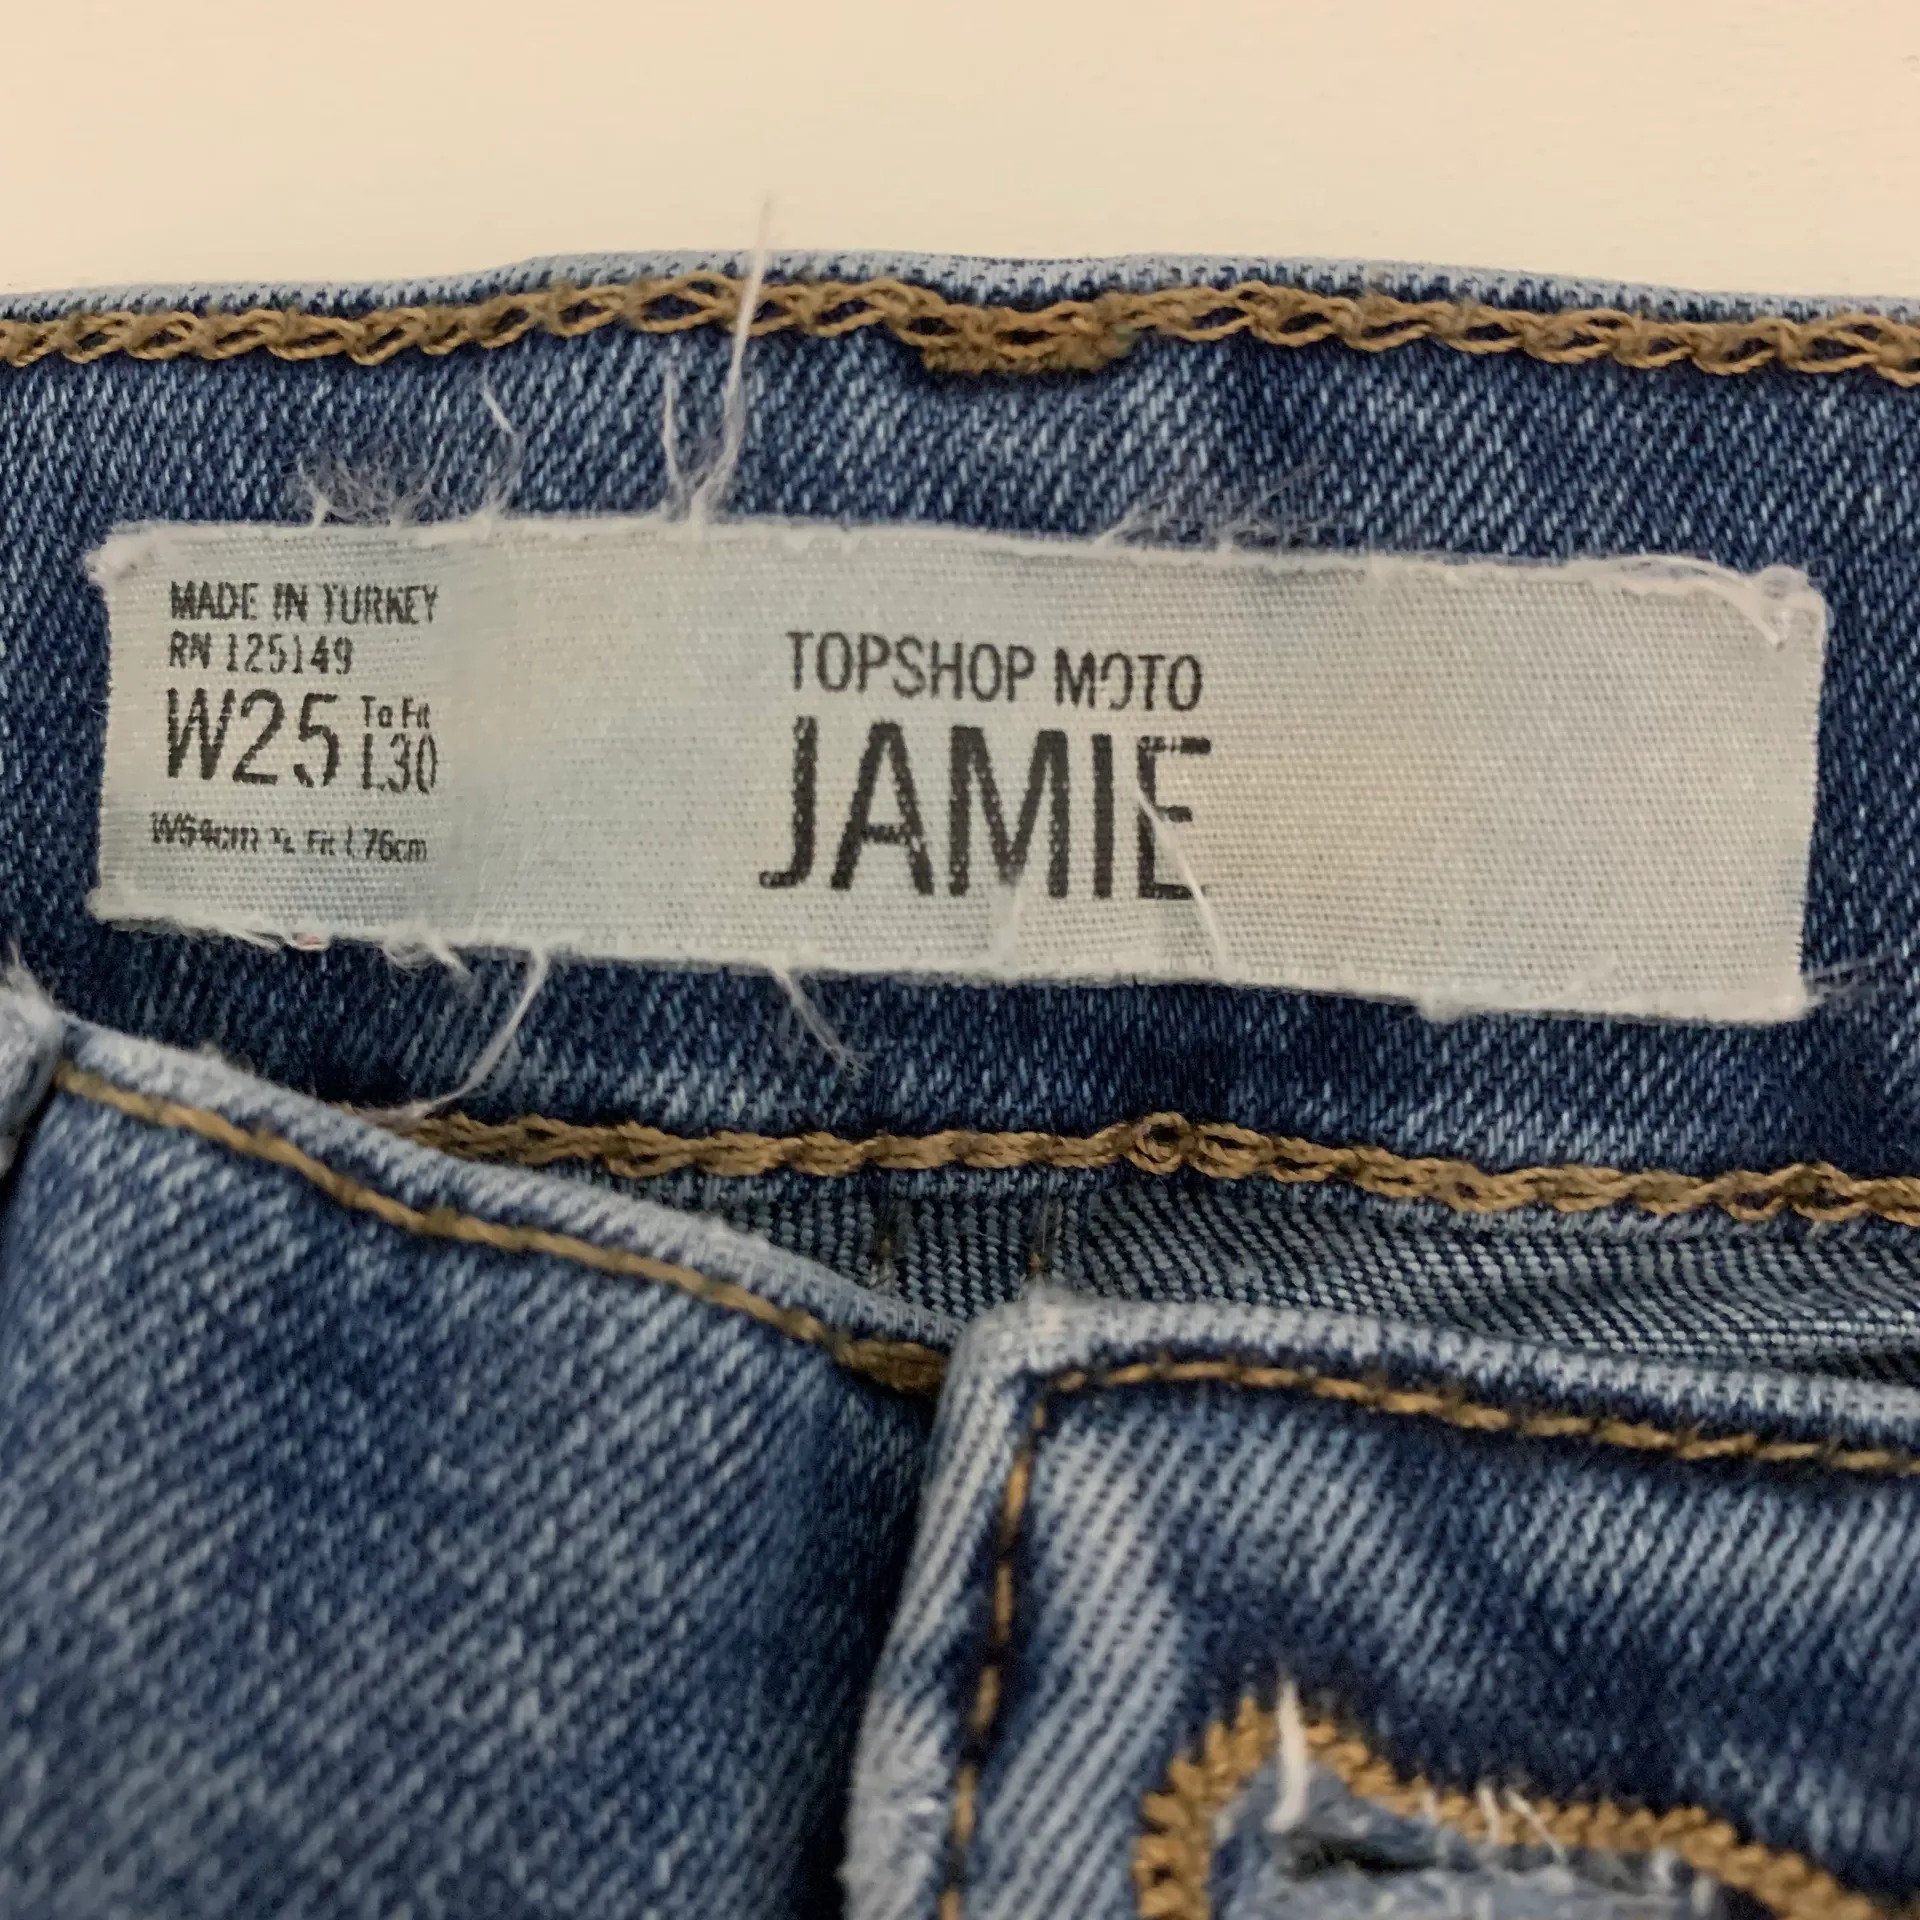 MADE IN TURKEY
RN 125149
W25 To Fit L30
W64cm To Fit L76cm
TOPSHOP MOTO
JAMIE